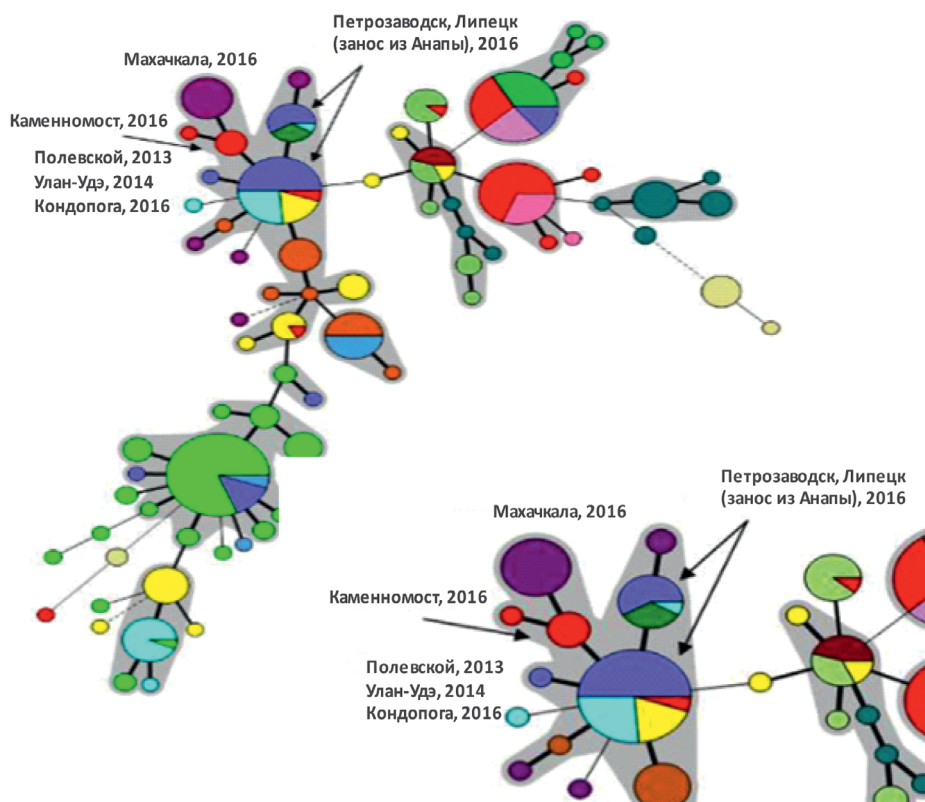 Петрозаводск, Липецк
(занос из Анапы), 2016
Махачкала, 2016
Каменномост, 2016
Полевской, 2013
Улан-Удэ, 2014
Кондопога, 2016
Петрозаводск, Липецк
(занос из Анапы), 2016
Махачкала, 2016
Каменномост, 2016
Полевской, 2013
Улан-Удэ, 2014
Кондопога, 2016